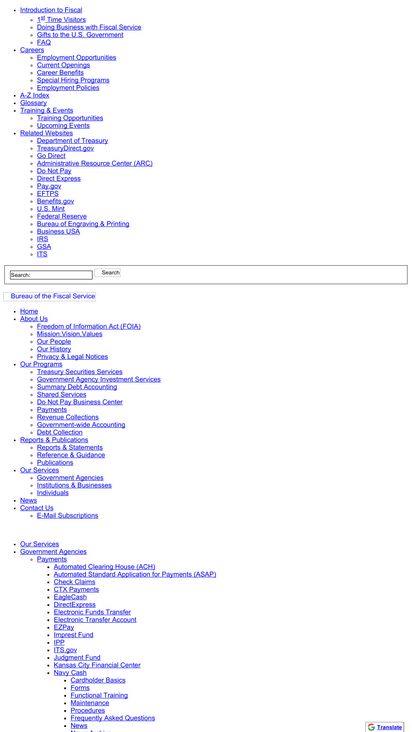 Introduction to Fiscal
1st Time Visitors
Doing Business with Fiscal Service
Gifts to the U.S. Government
FAQ
Careers
Employment Opportunities
Current Openings
Career Benefits
Special Hiring Programs
Employment Policies
A-Z Index
Glossary
Training & Events
Training Opportunities
Upcoming Events
Related Websites
Department of Treasury
TreasuryDirect.gov
Go Direct
Administrative Resource Center (ARC)
Do Not Pay
Direct Express
Pay.gov
EFTPS
Benefits.gov
U.S. Mint
Federal Reserve
Bureau of Engraving & Printing
Business USA
IRS
GSA
ITS
Search: Search
Bureau of the Fiscal Service
Home
About Us
Freedom of Information Act (FOIA)
Mission,Vision,Values
Our People
Our History
Privacy & Legal Notices
Our Programs
Treasury Securities Services
Government Agency Investment Services
Summary Debt Accounting
Shared Services
Do Not Pay Business Center
Payments
Revenue Collections
Government-wide Accounting
Debt Collection
Reports & Publications
Reports & Statements
Reference & Guidance
Publications
Our Services
Government Agencies
Institutions & Businesses
Individuals
News
Contact Us
E-Mail Subscriptions
Our Services
Government Agencies
Payments
Automated Clearing House (ACH)
Automated Standard Application for Payments (ASAP)
Check Claims
CTX Payments
EagleCash
DirectExpress
Electronic Funds Transfer
Electronic Transfer Account
EZPay
Imprest Fund
IPP
ITS.gov
Judgment Fund
Kansas City Financial Center
Navy Cash
Cardholder Basics
Forms
Functional Training
Maintenance
Procedures
Frequently Asked Questions
News
Translate